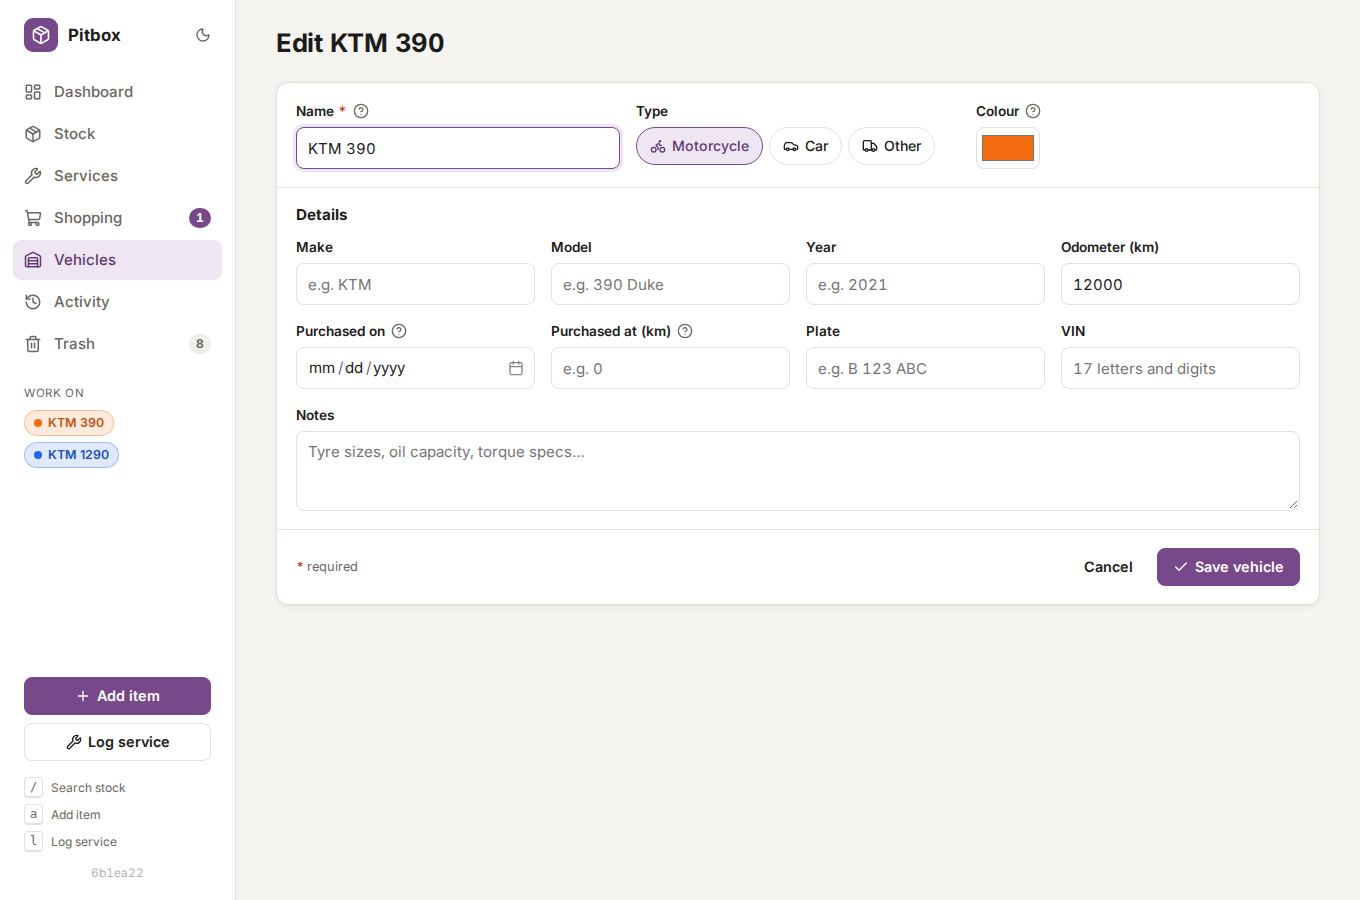 Pitbox
Dashboard
Stock
Services
Shopping 1
Vehicles
Activity
Trash 8
WORK ON
KTM 390
KTM 1290
Add item
Log service
/ Search stock
a Add item
l Log service
6b1ea22
Edit KTM 390
Name * Type Colour
KTM 390 Motorcycle Car Other
Details
Make Model Year Odometer (km)
e.g. KTM e.g. 390 Duke e.g. 2021 12000
Purchased on Purchased at (km) Plate VIN
mm/dd/yyyy e.g. 0 e.g. B 123 ABC 17 letters and digits
Notes
Tyre sizes, oil capacity, torque specs...
* required Cancel Save vehicle